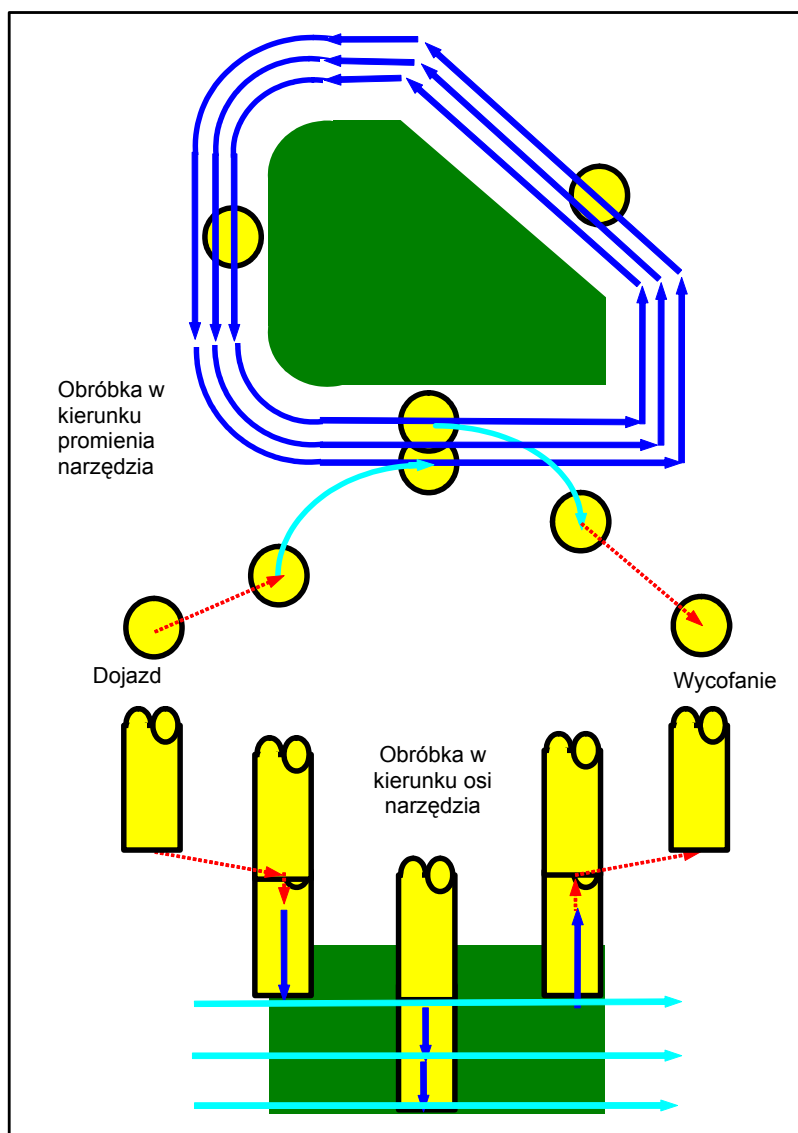 Obróbka w
kierunku
promienia
narzędzia
Dojazd
Wycofanie
Obróbka w
kierunku osi
narzędzia